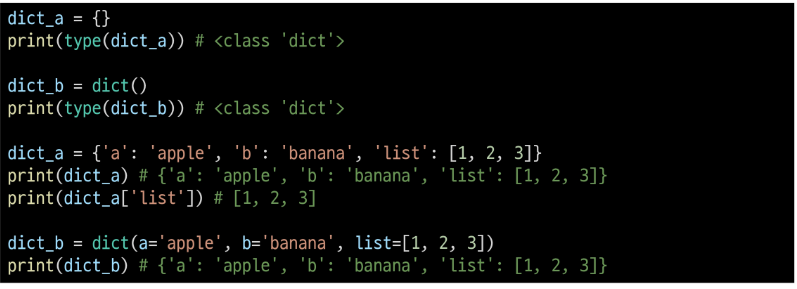 dict_a = {}
print(type(dict_a)) # <class 'dict'>
dict_b = dict()
print(type(dict_b)) # <class 'dict'>
dict_a = {'a': 'apple', 'b': 'banana', 'list': [1, 2, 3]}
print(dict_a) # {'a': 'apple', 'b': 'banana', 'list': [1, 2, 3]}
print(dict_a['list']) # [1, 2, 3]
dict_b = dict(a='apple', b='banana', list=[1, 2, 3])
print(dict_b) # {'a': 'apple', 'b': 'banana', 'list': [1, 2, 3]}